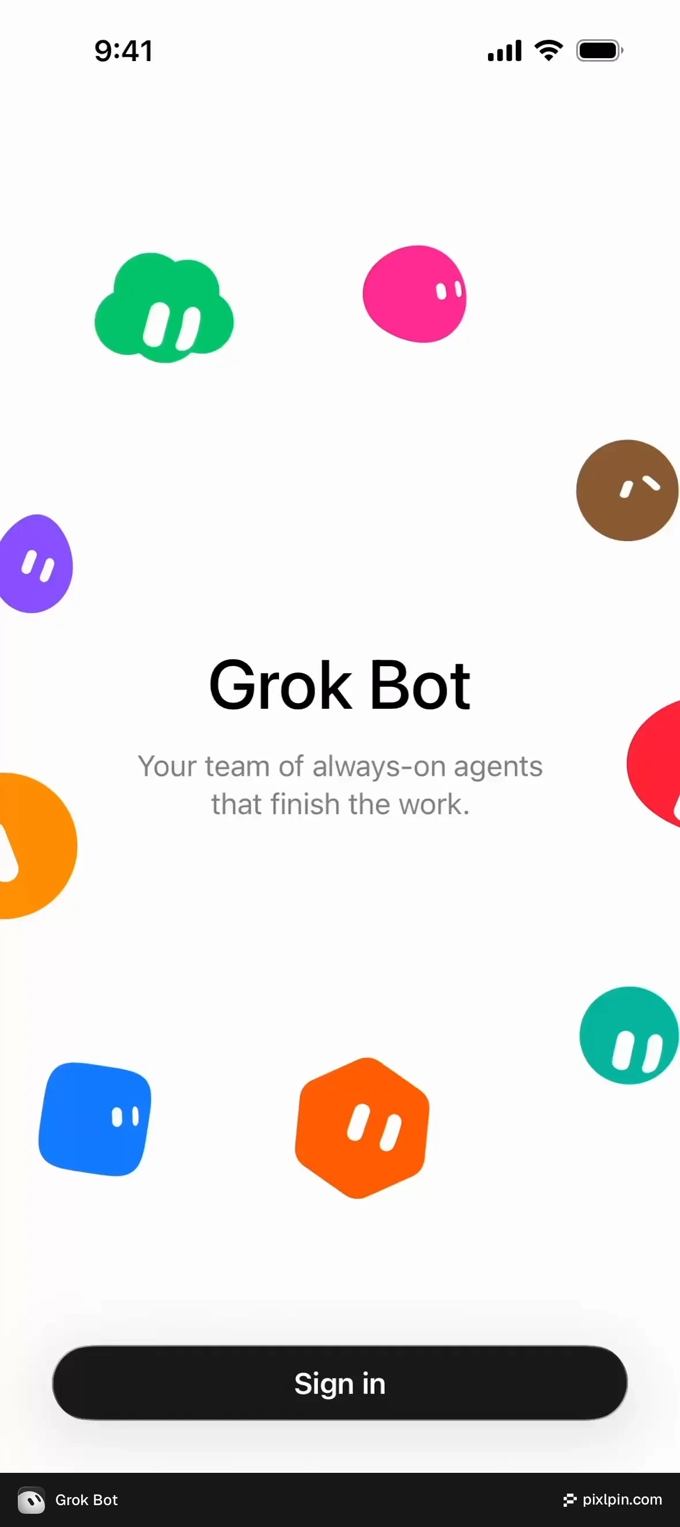 9:41
Grok Bot
Your team of always-on agents
that finish the work.
Sign in
Grok Bot
pixlpin.com